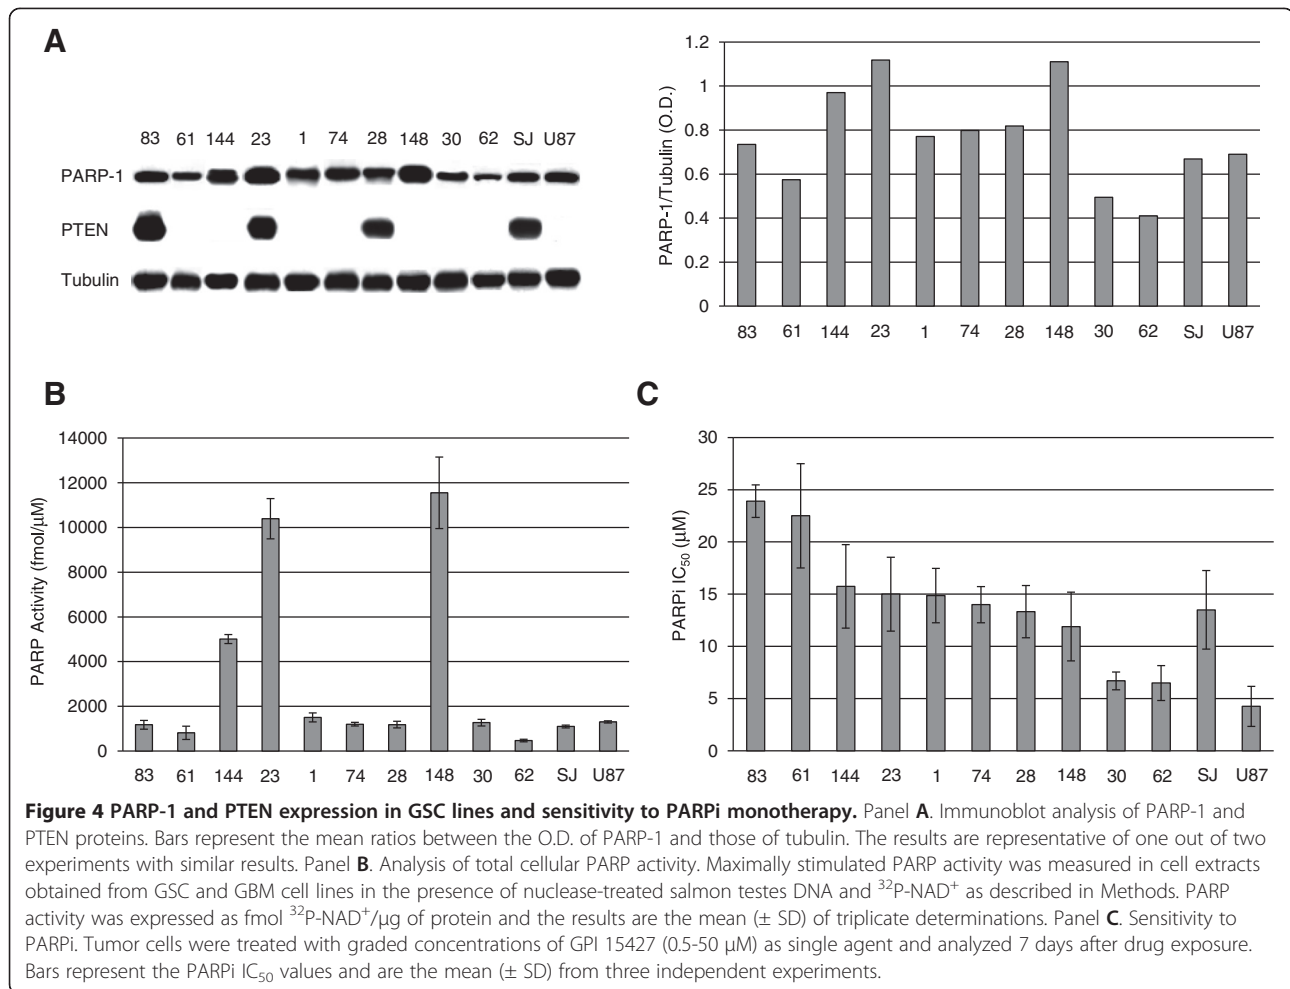 A
83 61 144 23 1 74 28 148 30 62 SJ U87
PARP-1
PTEN
Tubulin
PARP-1/Tubulin (O.D.)
1.2
1
0.8
0.6
0.4
0.2
0
83 61 144 23 1 74 28 148 30 62 SJ U87
B
PARP Activity (fmol/µM)
14000
12000
10000
8000
6000
4000
2000
0
83 61 144 23 1 74 28 148 30 62 SJ U87
C
PARPi IC50 (µM)
30
25
20
15
10
5
0
83 61 144 23 1 74 28 148 30 62 SJ U87
Figure 4 PARP-1 and PTEN expression in GSC lines and sensitivity to PARPi monotherapy. Panel A. Immunoblot analysis of PARP-1 and
PTEN proteins. Bars represent the mean ratios between the O.D. of PARP-1 and those of tubulin. The results are representative of one out of two
experiments with similar results. Panel B. Analysis of total cellular PARP activity. Maximally stimulated PARP activity was measured in cell extracts
obtained from GSC and GBM cell lines in the presence of nuclease-treated salmon testes DNA and 32P-NAD+ as described in Methods. PARP
activity was expressed as fmol 32P-NAD+/µg of protein and the results are the mean (± SD) of triplicate determinations. Panel C. Sensitivity to
PARPi. Tumor cells were treated with graded concentrations of GPI 15427 (0.5-50 µM) as single agent and analyzed 7 days after drug exposure.
Bars represent the PARPi IC50 values and are the mean (± SD) from three independent experiments.